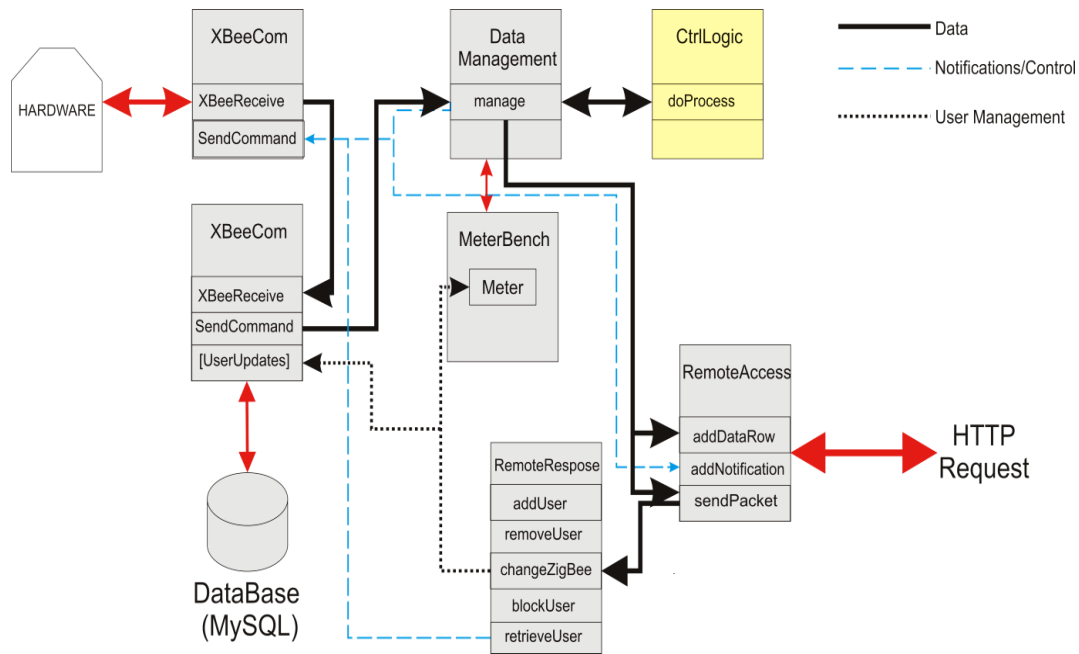 HARDWARE
XBeeCom
XBeeReceive
SendCommand
Data
Management
manage
CtrlLogic
doProcess
Data
Notifications/Control
User Management
XBeeCom
XBeeReceive
SendCommand
[UserUpdates]
MeterBench
Meter
DataBase
(MySQL)
RemoteRespose
addUser
removeUser
changeZigBee
blockUser
retrieveUser
RemoteAccess
addDataRow
addNotification
sendPacket
HTTP
Request